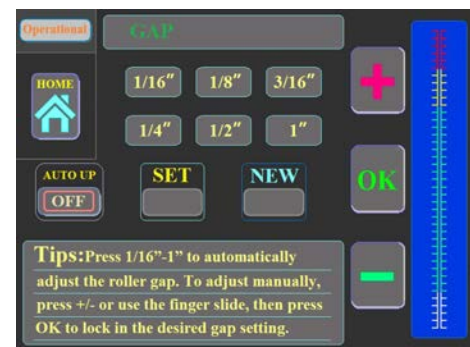 Operational
GAP
HOME
1/16" 1/8" 3/16"
1/4" 1/2" 1"
+
AUTO UP
OFF
SET
NEW
OK
Tips:Press 1/16"-1" to automatically
adjust the roller gap. To adjust manually,
press +/- or use the finger slide, then press
OK to lock in the desired gap setting.
-